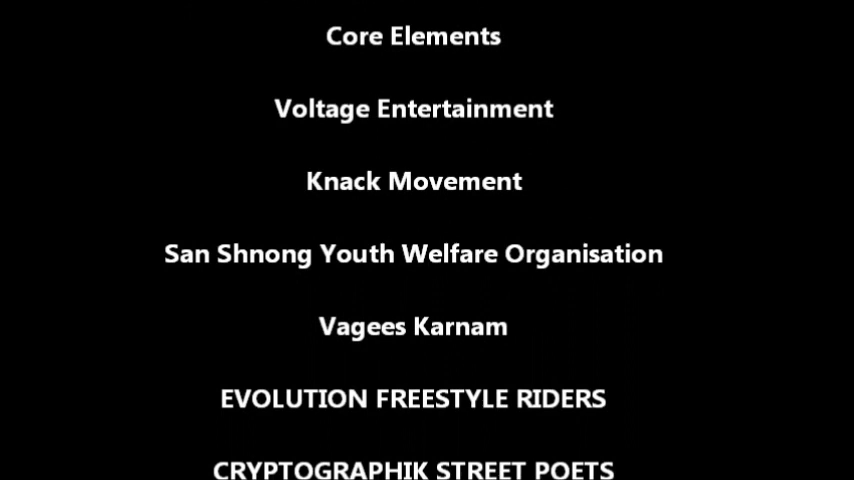 Core Elements
Voltage Entertainment
Knack Movement
San Shnong Youth Welfare Organisation
Vagees Karnam
EVOLUTION FREESTYLE RIDERS
CRYPTOGRAPHIK STREET POETS